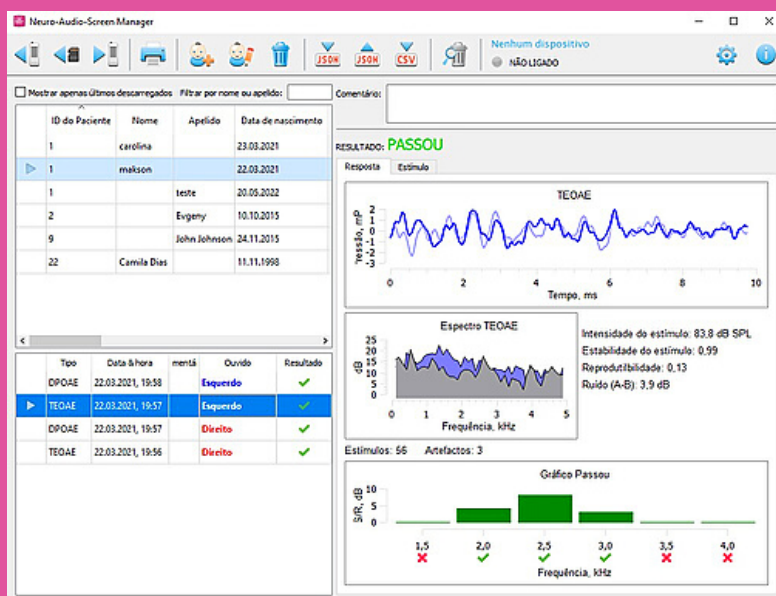 Neuro-Audio-Screen Manager
JSON JSON CSV
Nenhum dispositivo
NÃO LIGADO
Mostrar apenas últimos descarregados Filtrar por nome ou apelido:
Comentário:
ID do Paciente Nome Apelido Data de nascimento
1 carolina 23.03.2021
1 makson 22.03.2021
1 teste 20.05.2022
2 Evgeny 10.10.2015
9 John Johnson 24.11.2015
22 Camila Dias 11.11.1998
Tipo Data & hora mentá Ouvido Resultado
DPOAE 22.03.2021, 19:58 Esquerdo
TEOAE 22.03.2021, 19:57 Esquerdo
DPOAE 22.03.2021, 19:57 Direito
TEOAE 22.03.2021, 19:56 Direito
RESULTADO: PASSOU
Resposta Estímulo
TEOAE
ressão, mP
2
1
0
-1
-2
-3
0 2 4 6 8 10
Tempo, ms
Espectro TEOAE
dB
25
20
15
10
5
0
0 1 2 3 4 5
Frequência, kHz
Intensidade do estímulo: 83,8 dB SPL
Estabilidade do estímulo: 0,99
Reprodutibilidade: 0,13
Ruído (A-B): 3,9 dB
Estímulos: 56 Artefactos: 3
Gráfico Passou
S/R, dB
10
5
0
1,5 2,0 2,5 3,0 3,5 4,0
Frequência, kHz